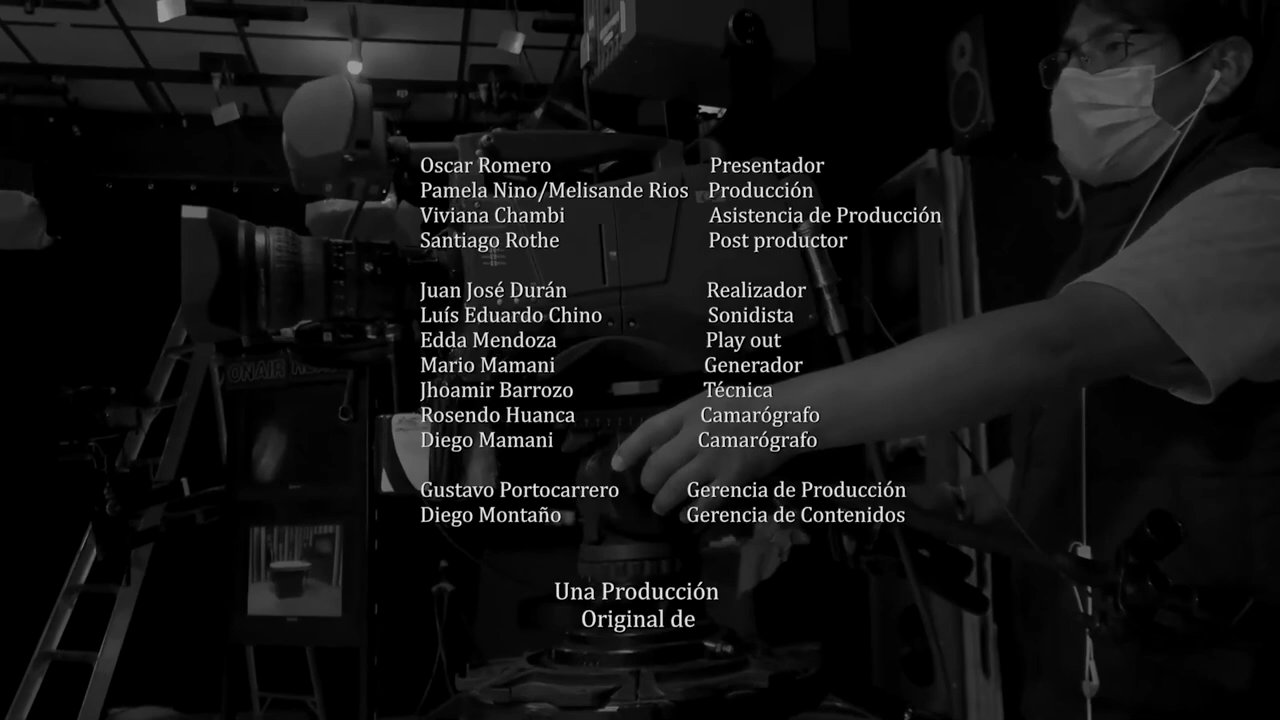 Oscar Romero Presentador
Pamela Nino/Melisande Rios Producción
Viviana Chambi Asistencia de Producción
Santiago Rothe Post productor
Juan José Durán Realizador
Luís Eduardo Chino Sonidista
Edda Mendoza Play out
Mario Mamani Generador
Jhoamir Barrozo Técnica
Rosendo Huanca Camarógrafo
Diego Mamani Camarógrafo
Gustavo Portocarrero Gerencia de Producción
Diego Montaño Gerencia de Contenidos
Una Producción
Original de
ONAIR